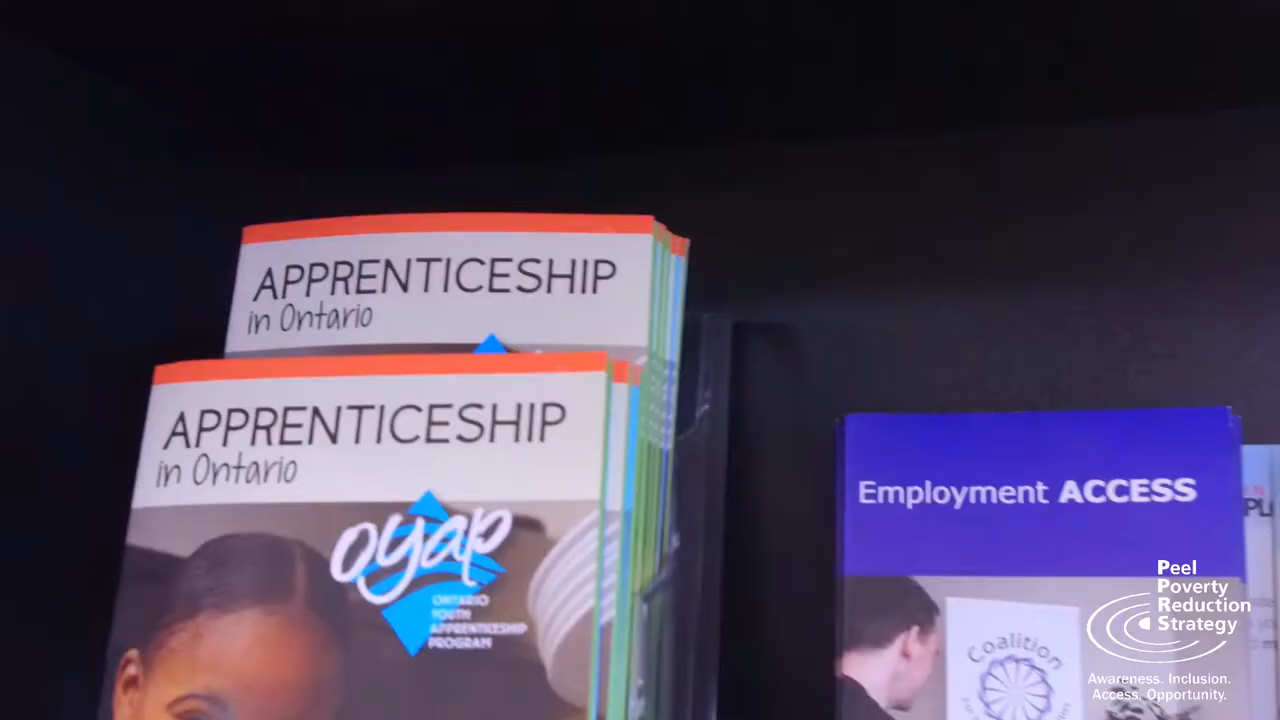 APPRENTICESHIP
in Ontario
APPRENTICESHIP
in Ontario
oyap
ONTARIO
YOUTH
APPRENTICESHIP
PROGRAM
Employment ACCESS
Coalition
Peel
Poverty
Reduction
Strategy
Awareness. Inclusion.
Access. Opportunity.